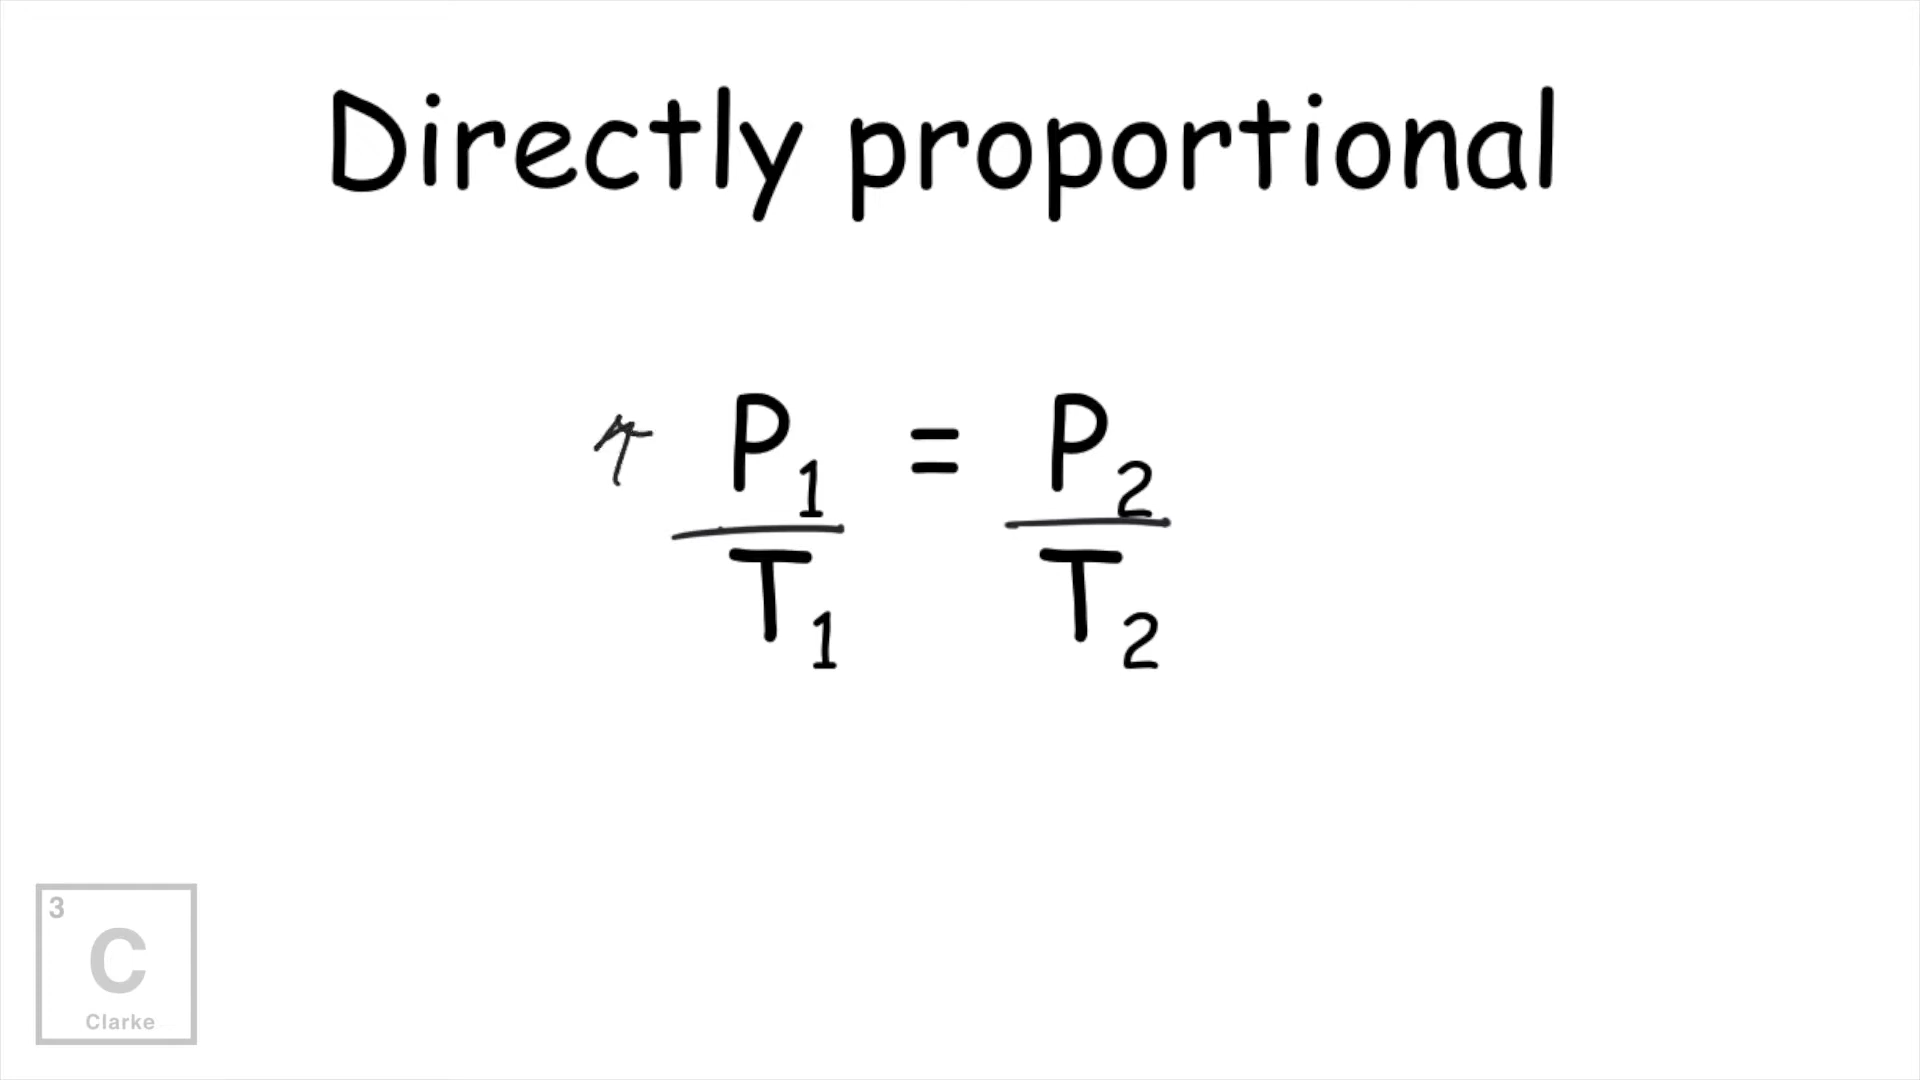 Directly proportional
↑ P₁ = P₂
T₁ T₂
3
C
Clarke